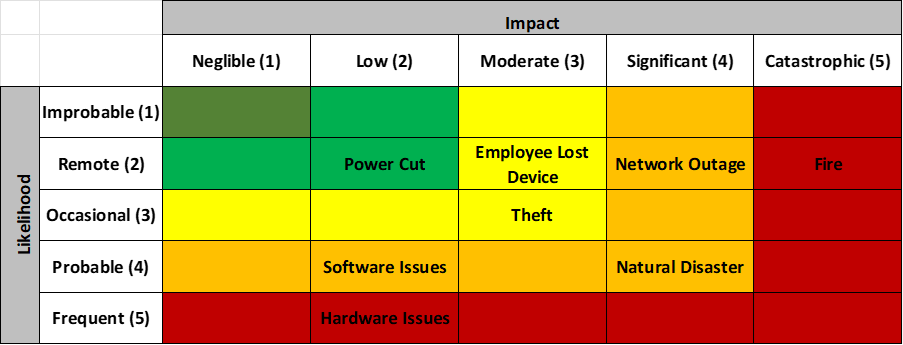 Impact
Neglible (1) Low (2) Moderate (3) Significant (4) Catastrophic (5)
Likelihood
Improbable (1)
Remote (2) Power Cut Employee Lost Device Network Outage Fire
Occasional (3) Theft
Probable (4) Software Issues Natural Disaster
Frequent (5) Hardware Issues